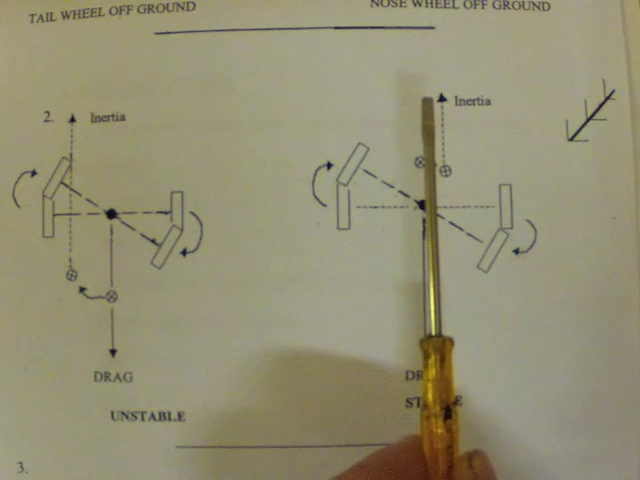 TAIL WHEEL OFF GROUND
NOSE WHEEL OFF GROUND
2.
Inertia
Inertia
DRAG
UNSTABLE
3.